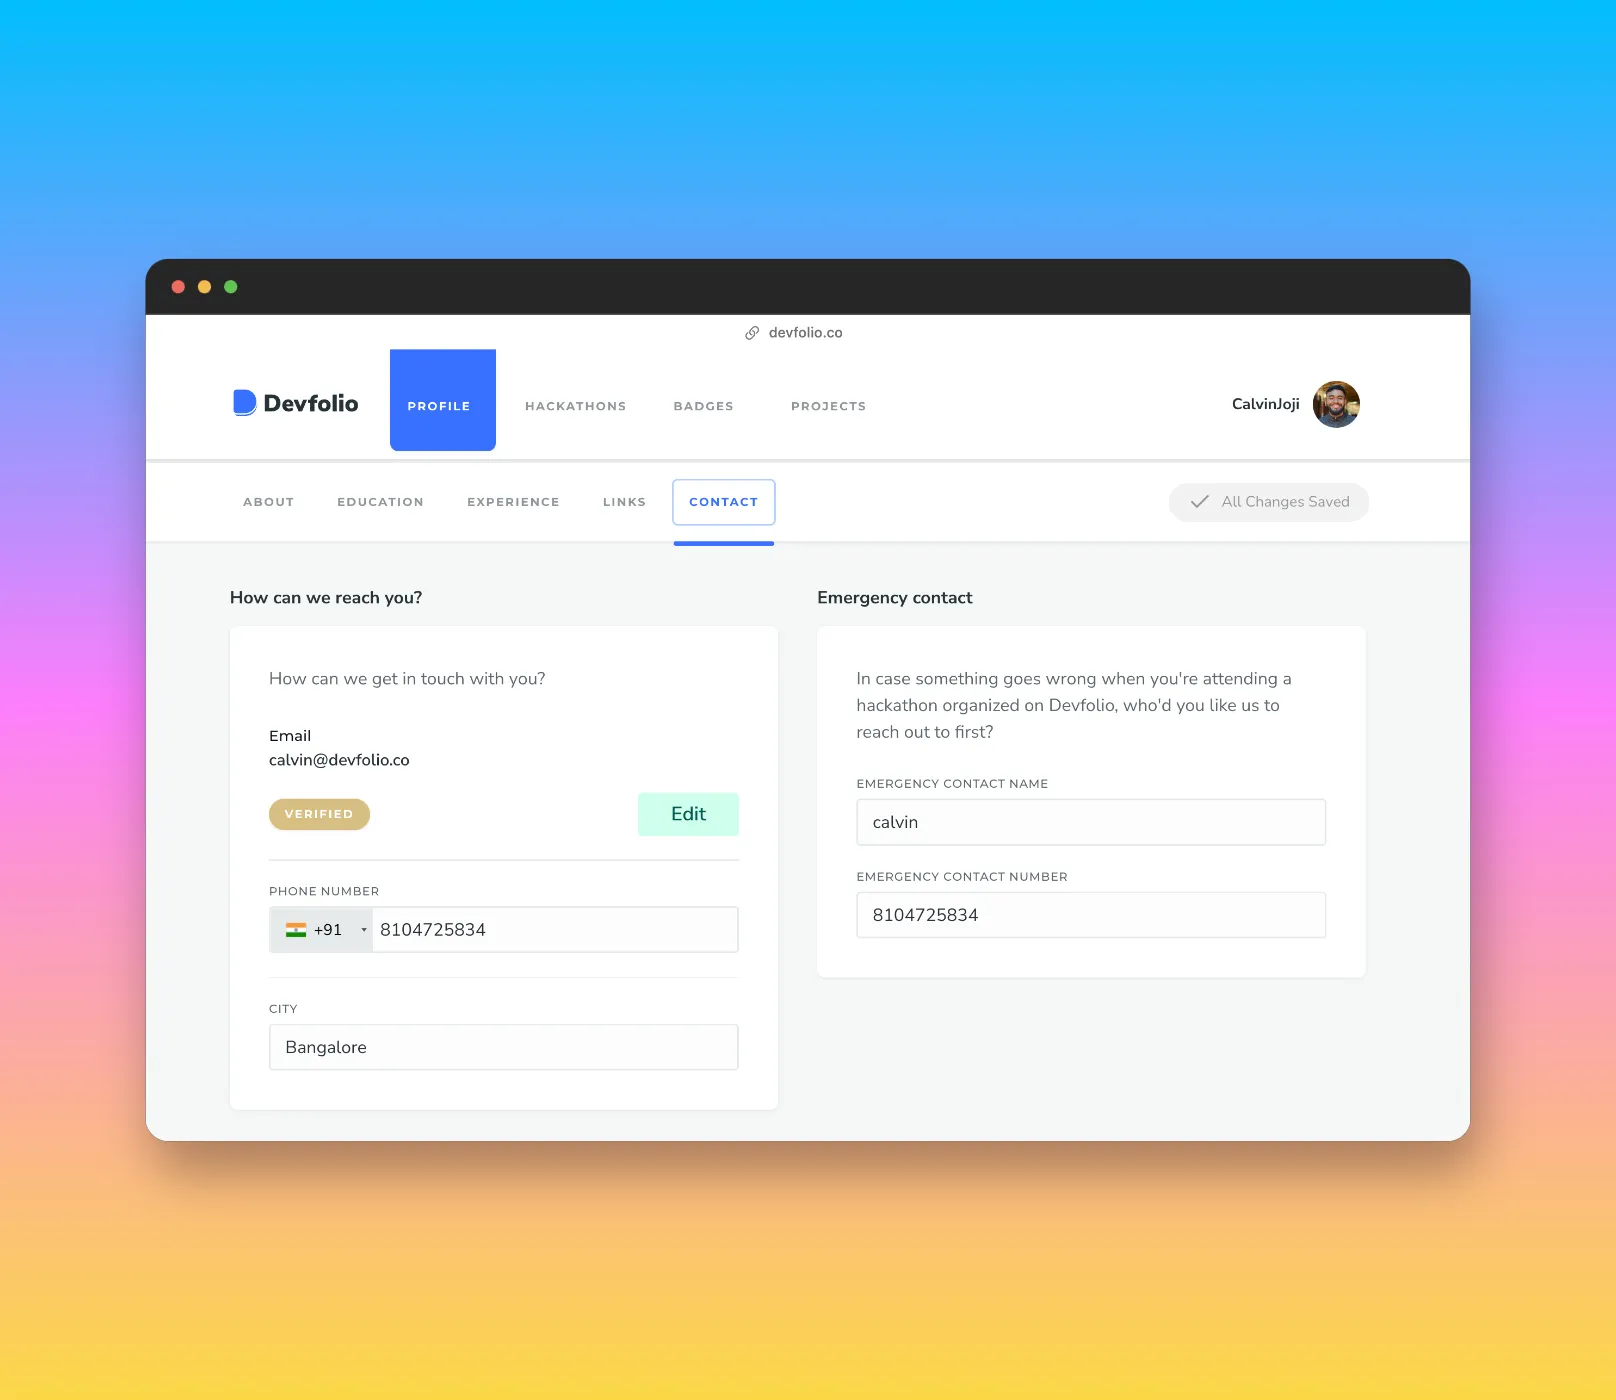 devfolio.co
Devfolio
PROFILE
HACKATHONS
BADGES
PROJECTS
CalvinJoji
ABOUT
EDUCATION
EXPERIENCE
LINKS
CONTACT
All Changes Saved
How can we reach you?
How can we get in touch with you?
Email
calvin@devfolio.co
VERIFIED
Edit
PHONE NUMBER
+91
8104725834
CITY
Bangalore
Emergency contact
In case something goes wrong when you're attending a
hackathon organized on Devfolio, who'd you like us to
reach out to first?
EMERGENCY CONTACT NAME
calvin
EMERGENCY CONTACT NUMBER
8104725834